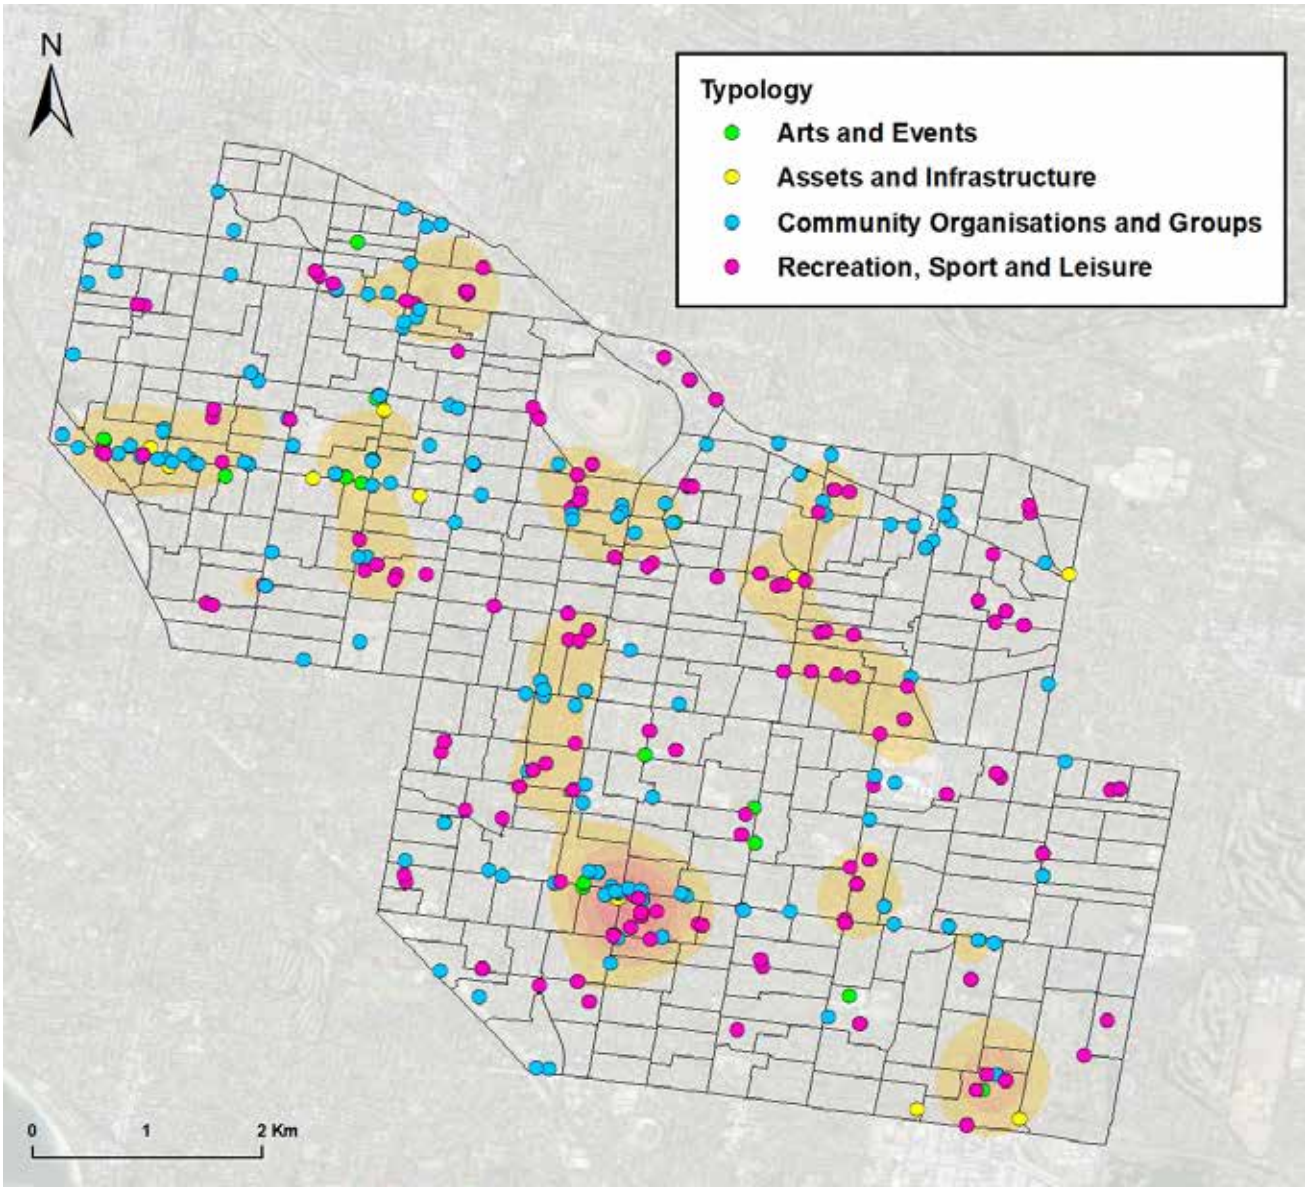 N
Typology
Arts and Events
Assets and Infrastructure
Community Organisations and Groups
Recreation, Sport and Leisure
0 1 2 Km